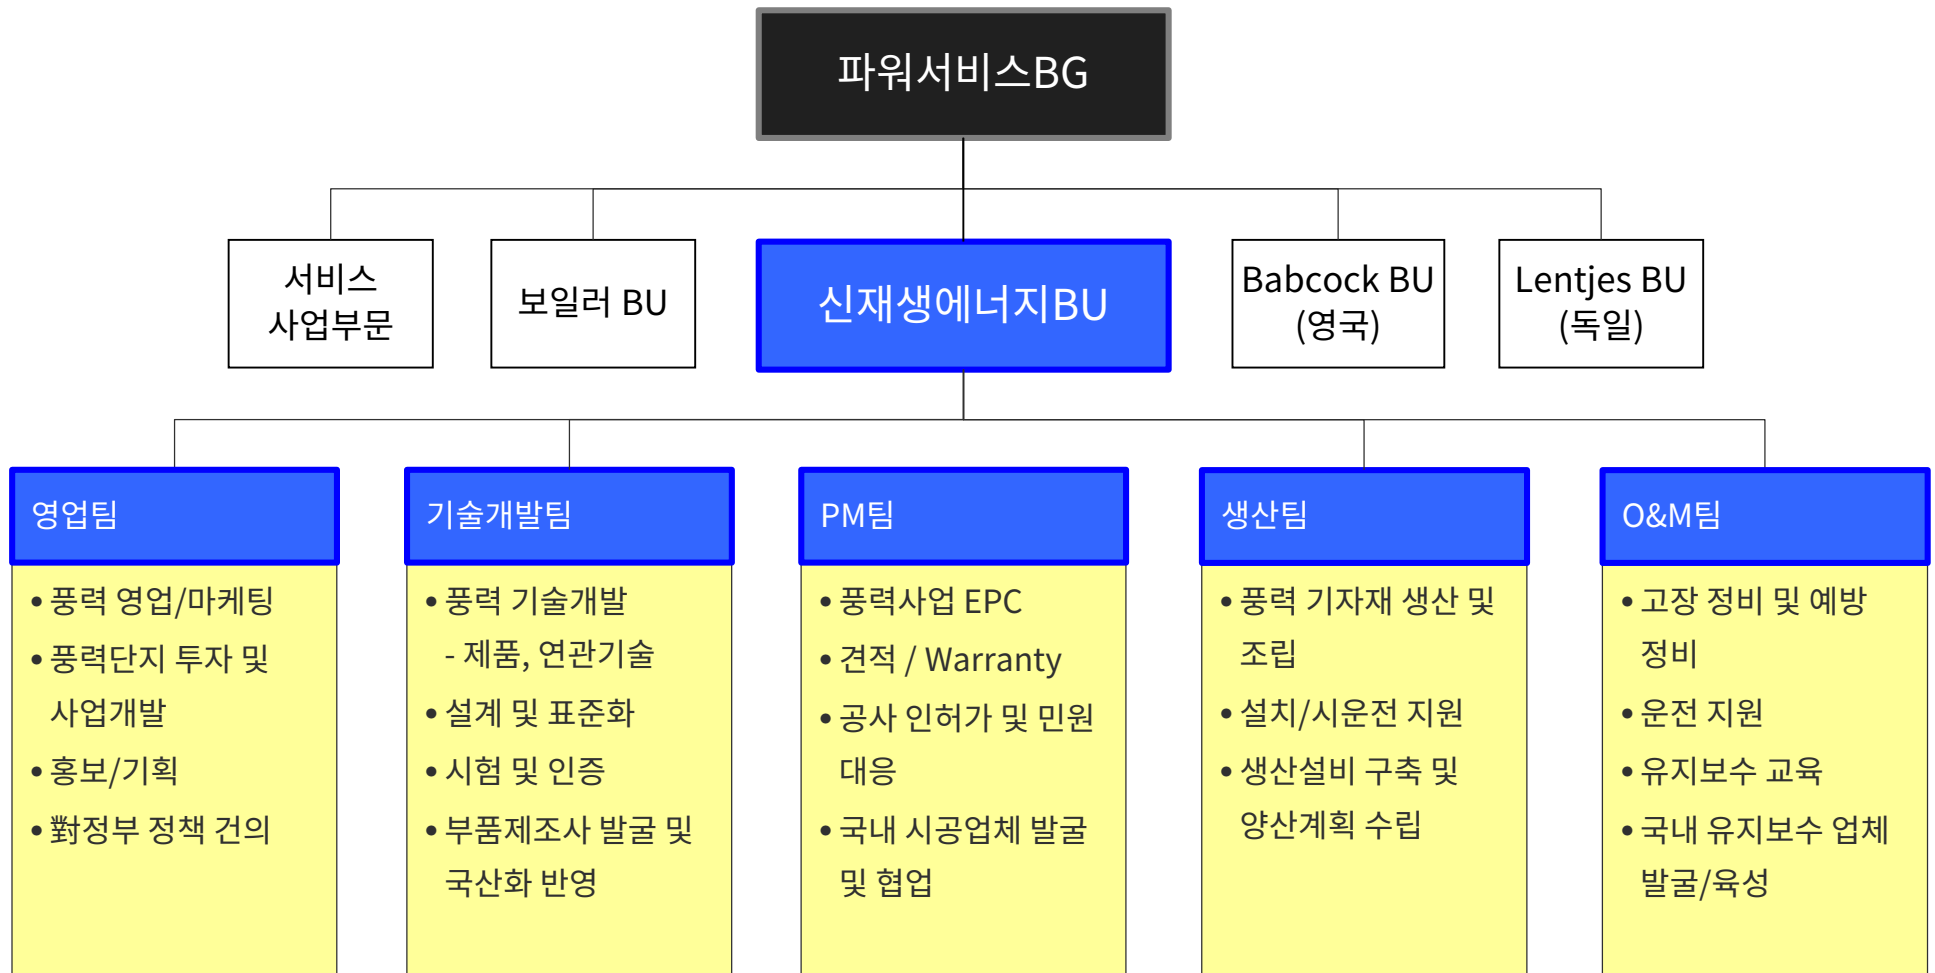 파워서비스BG
서비스
사업부문
보일러 BU
신재생에너지BU
Babcock BU
(영국)
Lentjes BU
(독일)
영업팀
• 풍력 영업/마케팅
• 풍력단지 투자 및
사업개발
• 홍보/기획
• 對정부 정책 건의
기술개발팀
• 풍력 기술개발
- 제품, 연관기술
• 설계 및 표준화
• 시험 및 인증
• 부품제조사 발굴 및
국산화 반영
PM팀
• 풍력사업 EPC
• 견적 / Warranty
• 공사 인허가 및 민원
대응
• 국내 시공업체 발굴
및 협업
생산팀
• 풍력 기자재 생산 및
조립
• 설치/시운전 지원
• 생산설비 구축 및
양산계획 수립
O&M팀
• 고장 정비 및 예방
정비
• 운전 지원
• 유지보수 교육
• 국내 유지보수 업체
발굴/육성